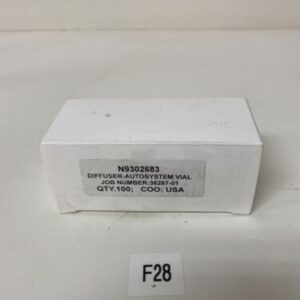 N9302683
DIFFUSER-AUTOSYSTEM VIAL
JOB NUMBER:36267-01
QTY.100; COO: USA
F28